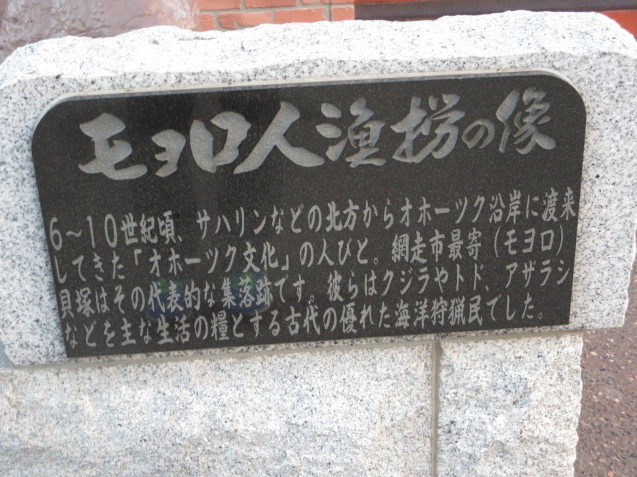 モヨロ人漁撈の像
6～10世紀頃、サハリンなどの北方からオホーツク沿岸に渡来
してきた「オホーツク文化」の人びと。網走市最寄（モヨロ）
貝塚はその代表的な集落跡です。彼らはクジラやトド、アザラシ
などを主な生活の糧とする古代の優れた海洋狩猟民でした。